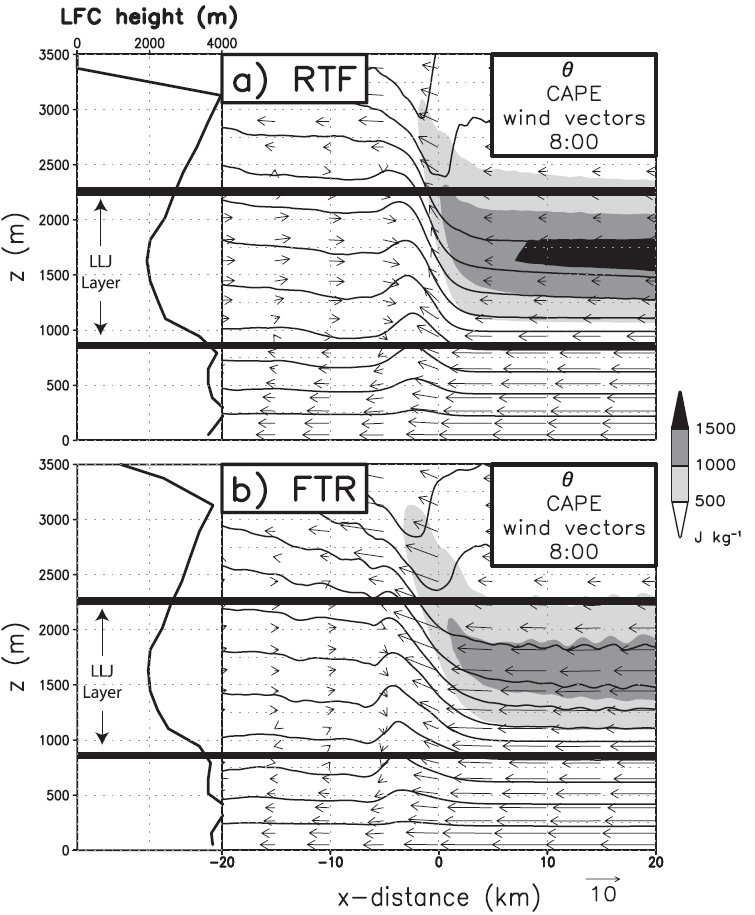 LFC height (m)
0 2000 4000
3500
3000
2500
2000
1500
1000
500
0
z (m)
LLJ
Layer
a) RTF
θ
CAPE
wind vectors
8:00
1500
1000
500
J kg⁻¹
3500
3000
2500
2000
1500
1000
500
0
z (m)
LLJ
Layer
b) FTR
θ
CAPE
wind vectors
8:00
-20 -10 0 10 20
x-distance (km)
10